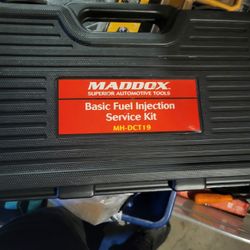 MADDOX
SUPERIOR AUTOMOTIVE TOOLS
Basic Fuel Injection
Service Kit
MH-DCT19